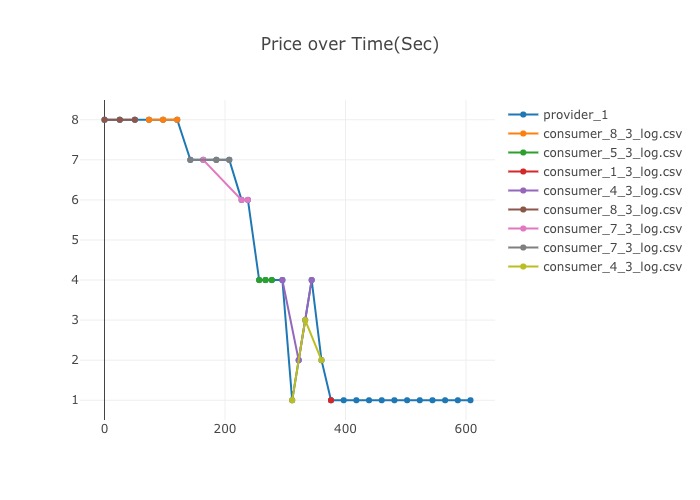 Price over Time(Sec)
8
7
6
5
4
3
2
1
0
200
400
600
provider_1
consumer_8_3_log.csv
consumer_5_3_log.csv
consumer_1_3_log.csv
consumer_4_3_log.csv
consumer_8_3_log.csv
consumer_7_3_log.csv
consumer_7_3_log.csv
consumer_4_3_log.csv